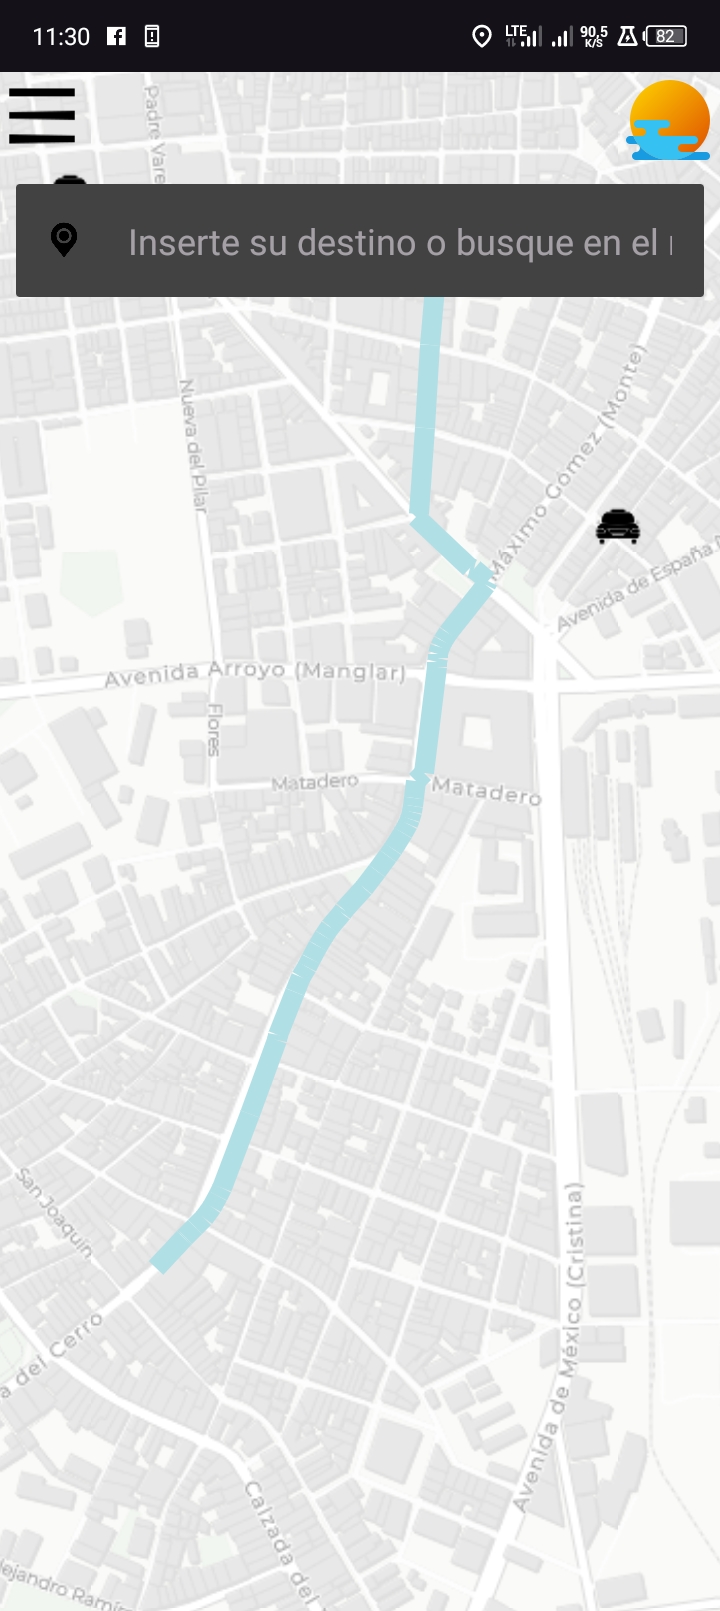 11:30
LTE
90,5
K/S
82
Padre Vare
Inserte su destino o busque en el
Máximo Gómez (Monte)
Nueva del Pilar
Avenida de España
Avenida Arroyo (Manglar)
Flores
Matadero
Matadero
San Joaquín
Avenida de México (Cristina)
a del Cerro
Calzada del
lejandro Ramír